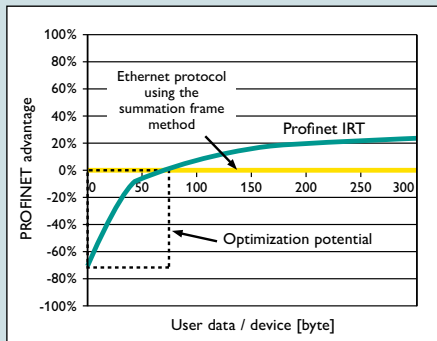 100%
80%
60%
40%
20%
0%
-20%
-40%
-60%
-80%
-100%
PROFINET advantage
Ethernet protocol
using the
summation frame
method
Profinet IRT
0 50 100 150 200 250 300
Optimization potential
User data / device [byte]